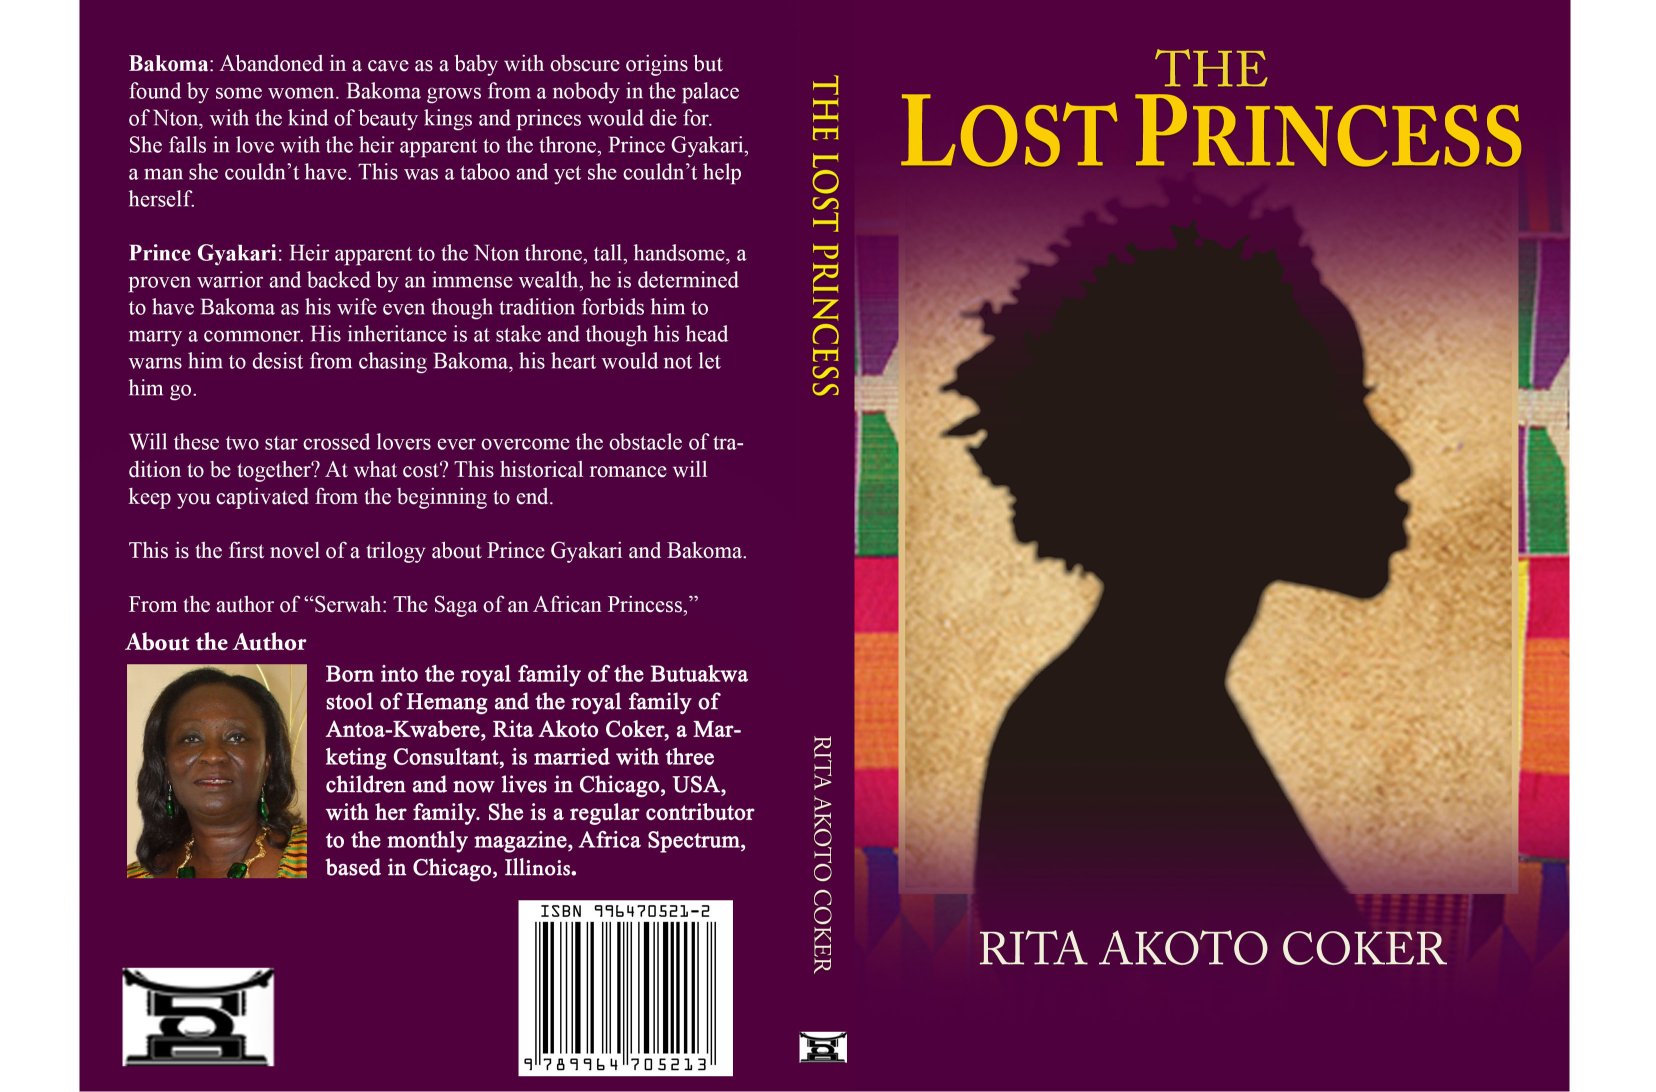 Bakoma: Abandoned in a cave as a baby with obscure origins but
found by some women. Bakoma grows from a nobody in the palace
of Nton, with the kind of beauty kings and princes would die for.
She falls in love with the heir apparent to the throne, Prince Gyakari,
a man she couldn’t have. This was a taboo and yet she couldn’t help
herself.
Prince Gyakari: Heir apparent to the Nton throne, tall, handsome, a
proven warrior and backed by an immense wealth, he is determined
to have Bakoma as his wife even though tradition forbids him to
marry a commoner. His inheritance is at stake and though his head
warns him to desist from chasing Bakoma, his heart would not let
him go.
Will these two star crossed lovers ever overcome the obstacle of tra-
dition to be together? At what cost? This historical romance will
keep you captivated from the beginning to end.
This is the first novel of a trilogy about Prince Gyakari and Bakoma.
From the author of “Serwah: The Saga of an African Princess,”
About the Author
Born into the royal family of the Butuakwa
stool of Hemang and the royal family of
Antoa-Kwabere, Rita Akoto Coker, a Mar-
keting Consultant, is married with three
children and now lives in Chicago, USA,
with her family. She is a regular contributor
to the monthly magazine, Africa Spectrum,
based in Chicago, Illinois.
ISBN 996470521-2
9 789964 705213
THE LOST PRINCESS
RITA AKOTO COKER
THE
LOST PRINCESS
RITA AKOTO COKER